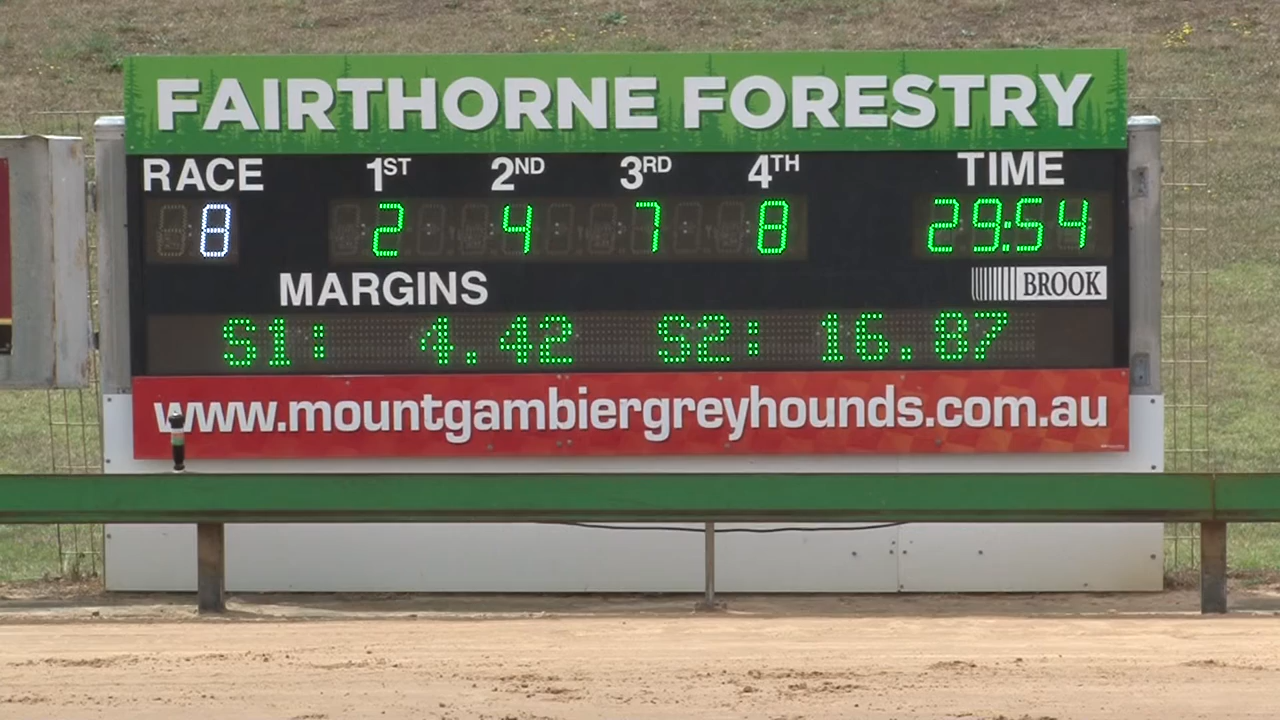 FAIRTHORNE FORESTRY
RACE 1ST 2ND 3RD 4TH TIME
8 2 4 7 8 29:54
MARGINS BROOK
S1: 4.42 S2: 16.87
www.mountgambiergreyhounds.com.au